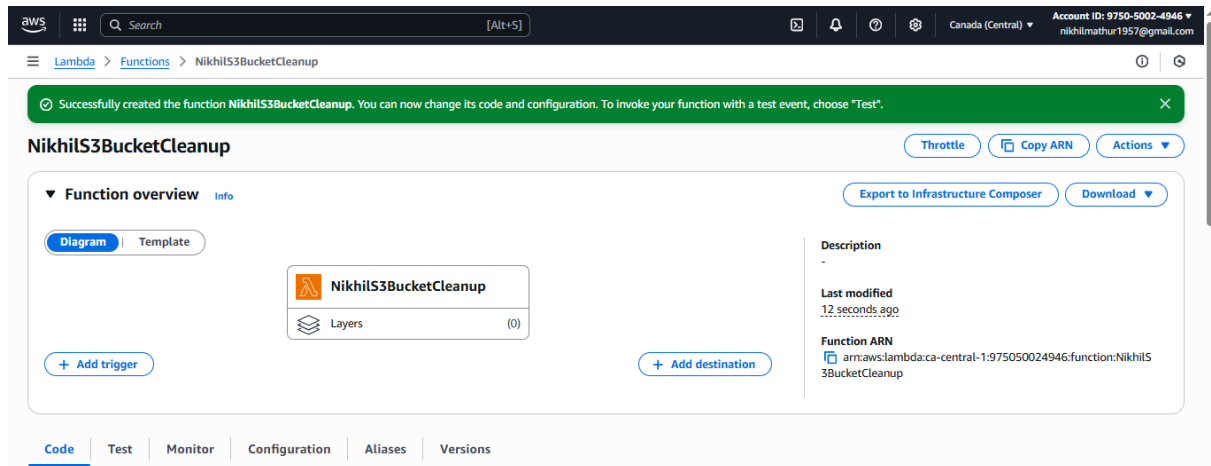 aws Search [Alt+S] Canada (Central) ▼ Account ID: 9750-5002-4946 ▼
nikhilmathur1957@gmail.com
Lambda > Functions > NikhilS3BucketCleanup
Successfully created the function NikhilS3BucketCleanup. You can now change its code and configuration. To invoke your function with a test event, choose "Test".
NikhilS3BucketCleanup
Throttle Copy ARN Actions ▼
▼ Function overview Info
Export to Infrastructure Composer Download ▼
Diagram Template
NikhilS3BucketCleanup
Layers (0)
+ Add trigger
+ Add destination
Description
-
Last modified
12 seconds ago
Function ARN
arn:aws:lambda:ca-central-1:975050024946:function:NikhilS
3BucketCleanup
Code Test Monitor Configuration Aliases Versions